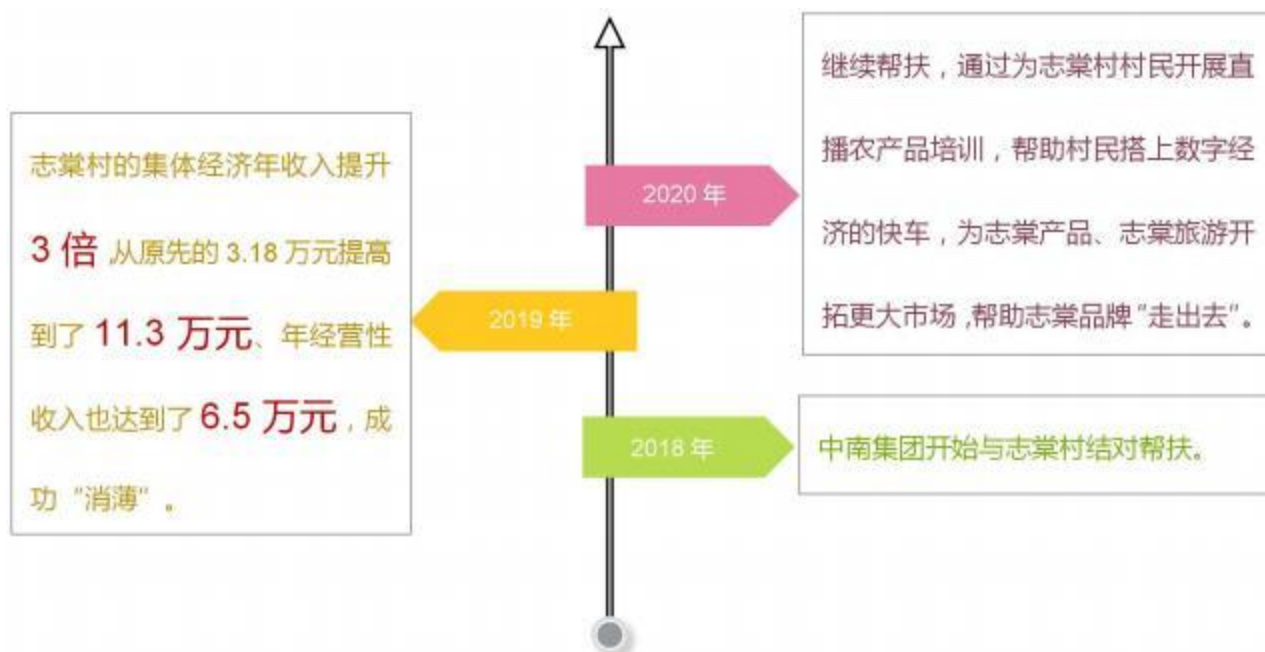 继续帮扶，通过为志棠村村民开展直
播农产品培训，帮助村民搭上数字经
济的快车，为志棠产品、志棠旅游开
拓更大市场,帮助志棠品牌“走出去”。
2020 年
志棠村的集体经济年收入提升
3 倍,从原先的 3.18 万元提高
到了 11.3 万元、年经营性
收入也达到了 6.5 万元，成
功“消薄”。
2019 年
2018 年
中南集团开始与志棠村结对帮扶。